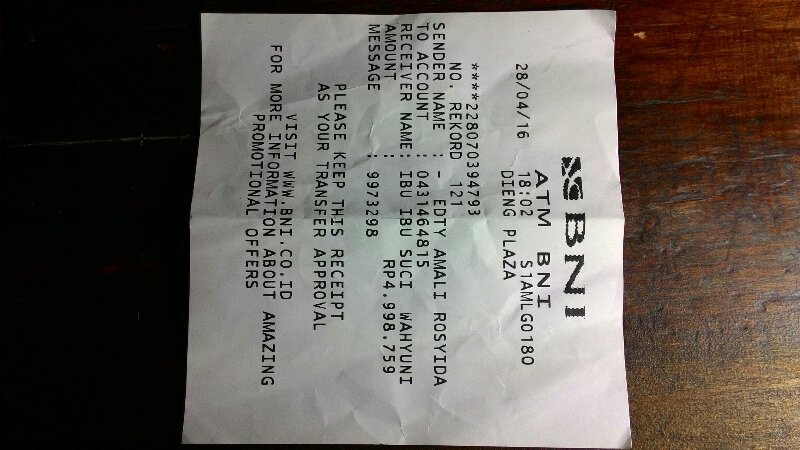 BNI
ATM BNI
28/04/16 18:02 S1AMLG0180
DIENG PLAZA
****228070394793
NO. REKORD 121
SENDER NAME : - EDTY AMALI ROSYIDA
TO ACCOUNT : 0431464815
RECEIVER NAME: IBU IBU SUCI WAHYUNI
AMOUNT RP4.998.759
MESSAGE : 9973298
PLEASE KEEP THIS RECEIPT
AS YOUR TRANSFER APPROVAL
VISIT WWW.BNI.CO.ID
FOR MORE INFORMATION ABOUT AMAZING
PROMOTIONAL OFFERS